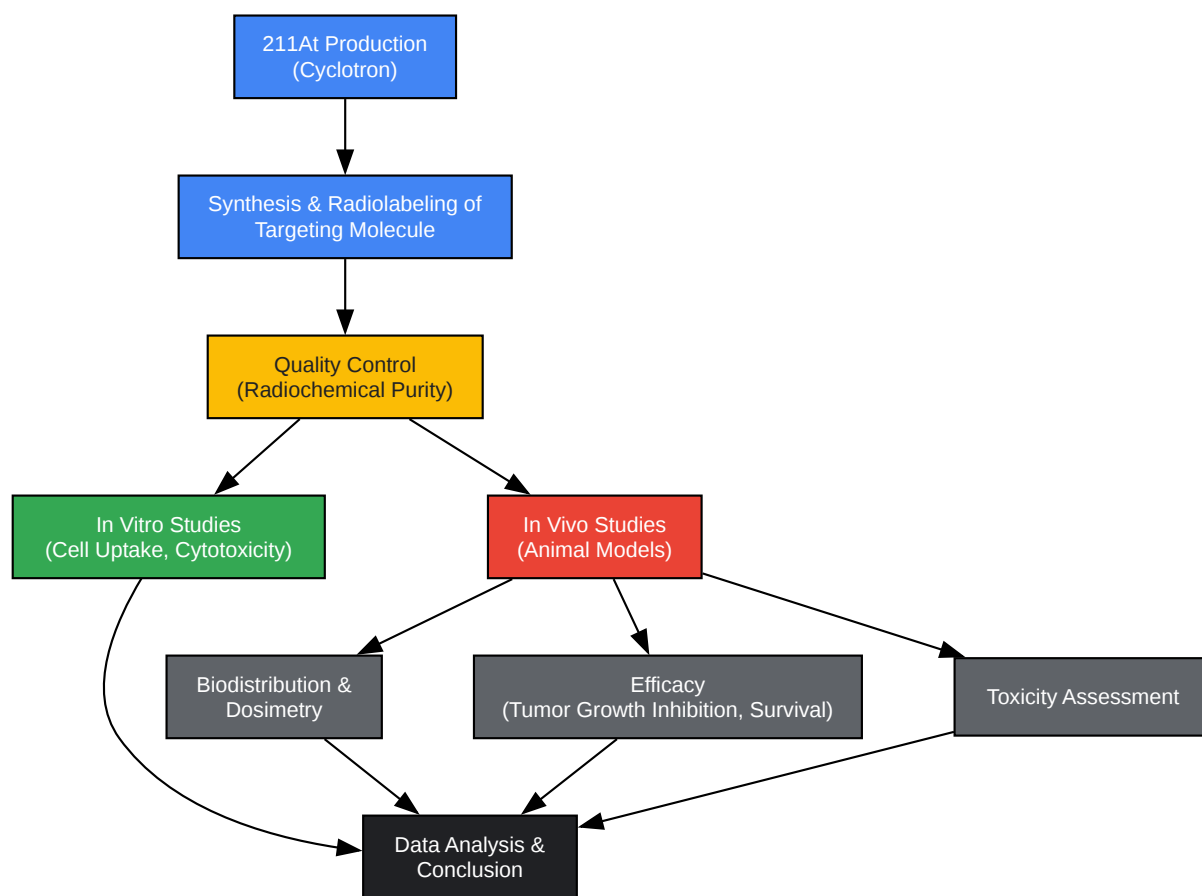 211At Production
(Cyclotron)
Synthesis & Radiolabeling of
Targeting Molecule
Quality Control
(Radiochemical Purity)
In Vitro Studies
(Cell Uptake, Cytotoxicity)
In Vivo Studies
(Animal Models)
Biodistribution &
Dosimetry
Efficacy
(Tumor Growth Inhibition, Survival)
Toxicity Assessment
Data Analysis &
Conclusion